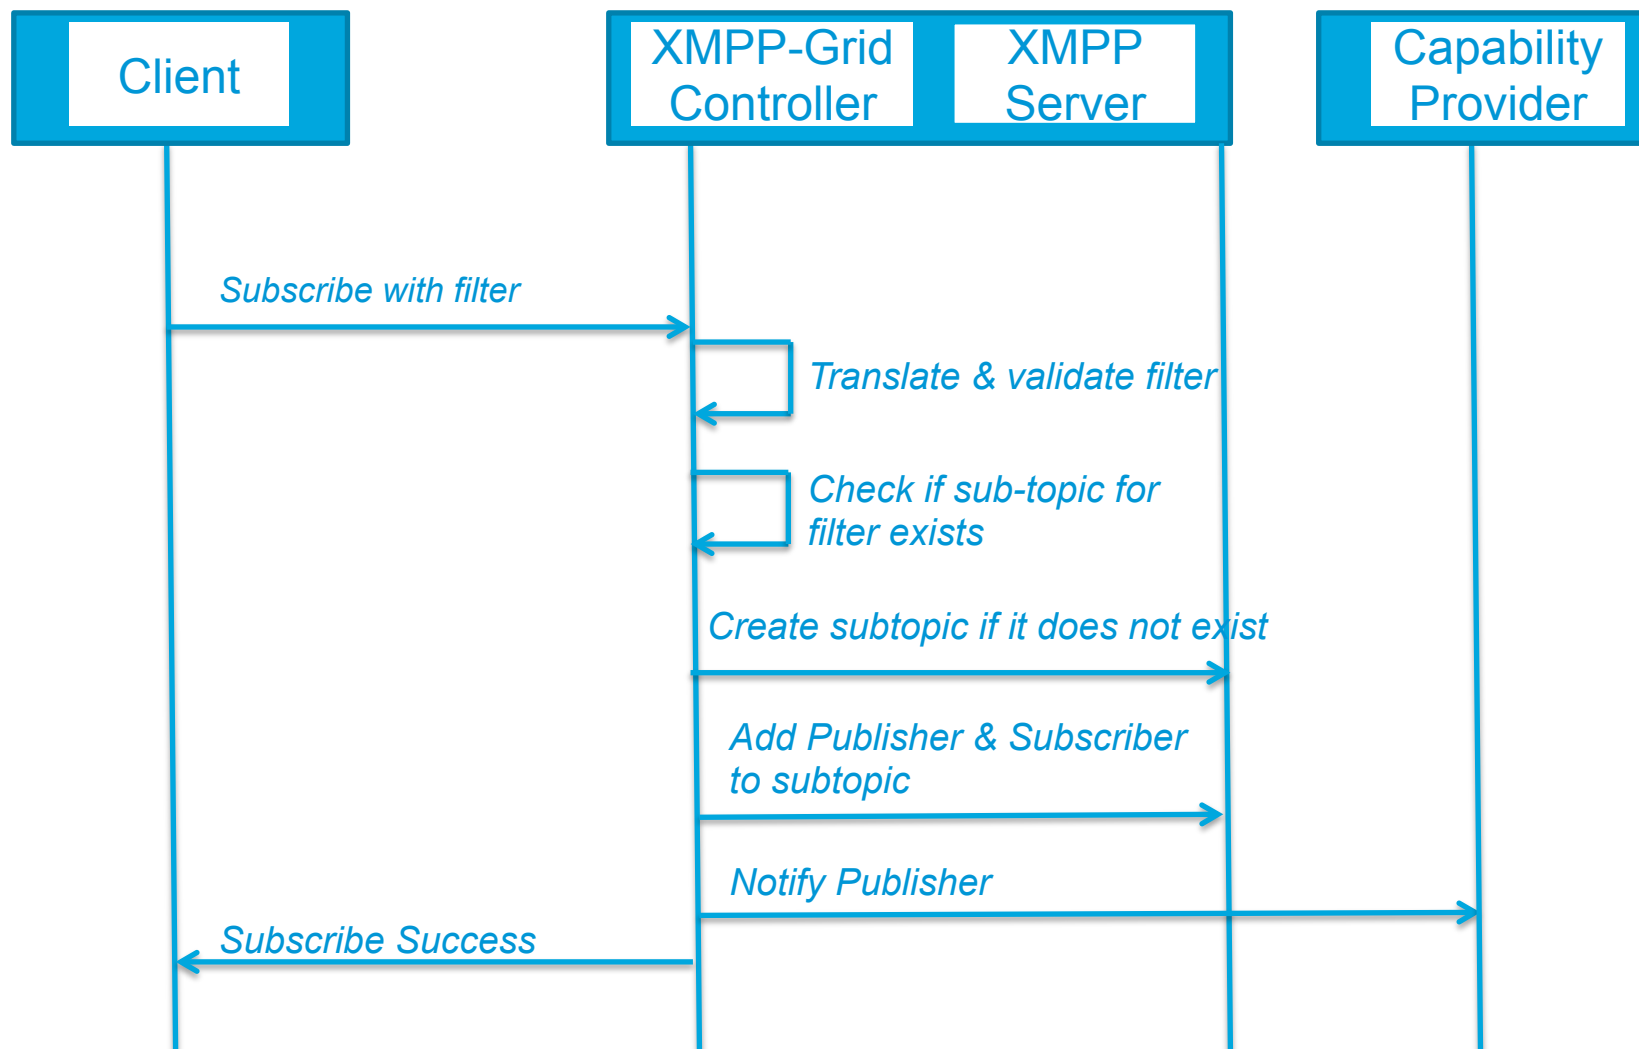 Client
XMPP-Grid
Controller
XMPP
Server
Capability
Provider
Subscribe with filter
Translate & validate filter
Check if sub-topic for
filter exists
Create subtopic if it does not exist
Add Publisher & Subscriber
to subtopic
Notify Publisher
Subscribe Success